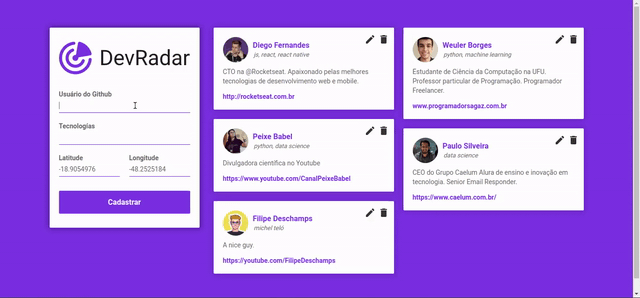 DevRadar
Usuário do Github
Tecnologias
Latitude
Longitude
-18.9054976
-48.2525184
Cadastrar
Diego Fernandes
js, react, react native
CTO na @Rocketseat. Apaixonado pelas melhores
tecnologias de desenvolvimento web e mobile.
http://rocketseat.com.br
Peixe Babel
python, data science
Divulgadora científica no Youtube
https://www.youtube.com/CanalPeixeBabel
Filipe Deschamps
michel teló
A nice guy.
https://youtube.com/FilipeDeschamps
Weuler Borges
python, machine learning
Estudante de Ciência da Computação na UFU.
Professor particular de Programação. Programador
Freelancer.
www.programadorsagaz.com.br
Paulo Silveira
data science
CEO do Grupo Caelum Alura de ensino e inovação em
tecnologia. Senior Email Responder.
https://www.caelum.com.br/